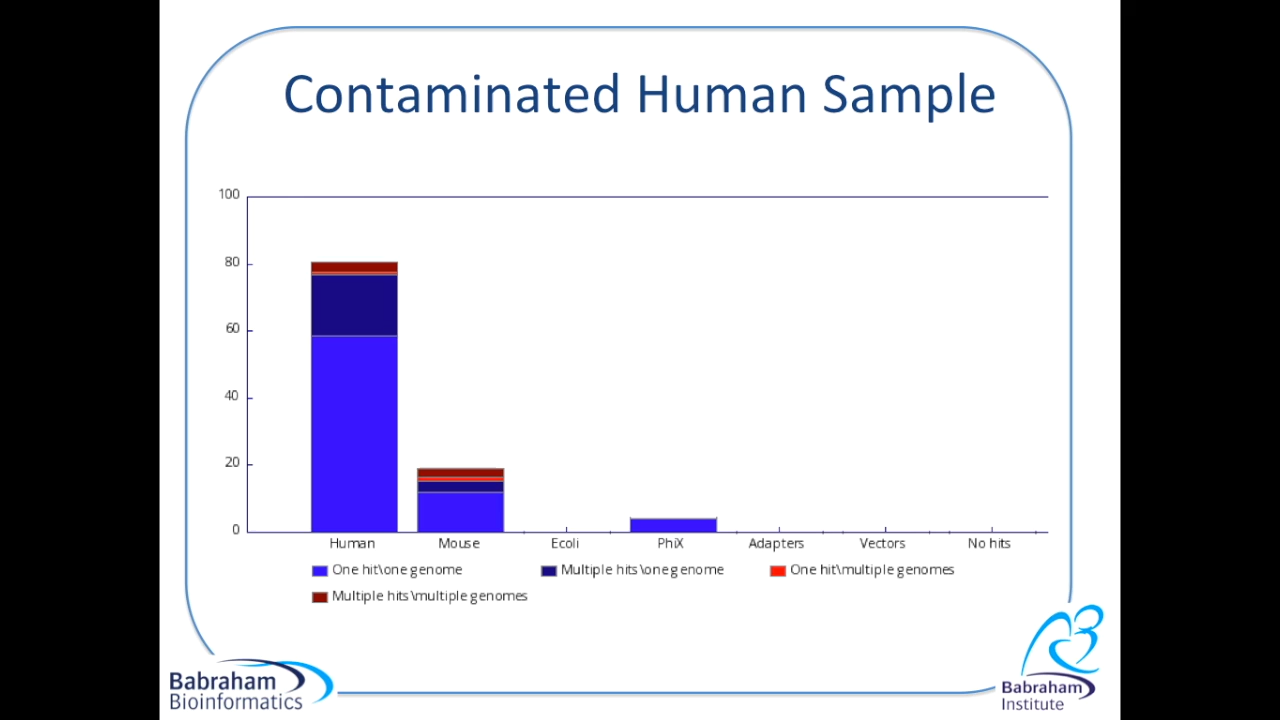 Contaminated Human Sample
100
80
60
40
20
0
Human Mouse Ecoli PhiX Adapters Vectors No hits
One hit\one genome Multiple hits\one genome One hit\multiple genomes
Multiple hits\multiple genomes
Babraham
Bioinformatics
Babraham
Institute